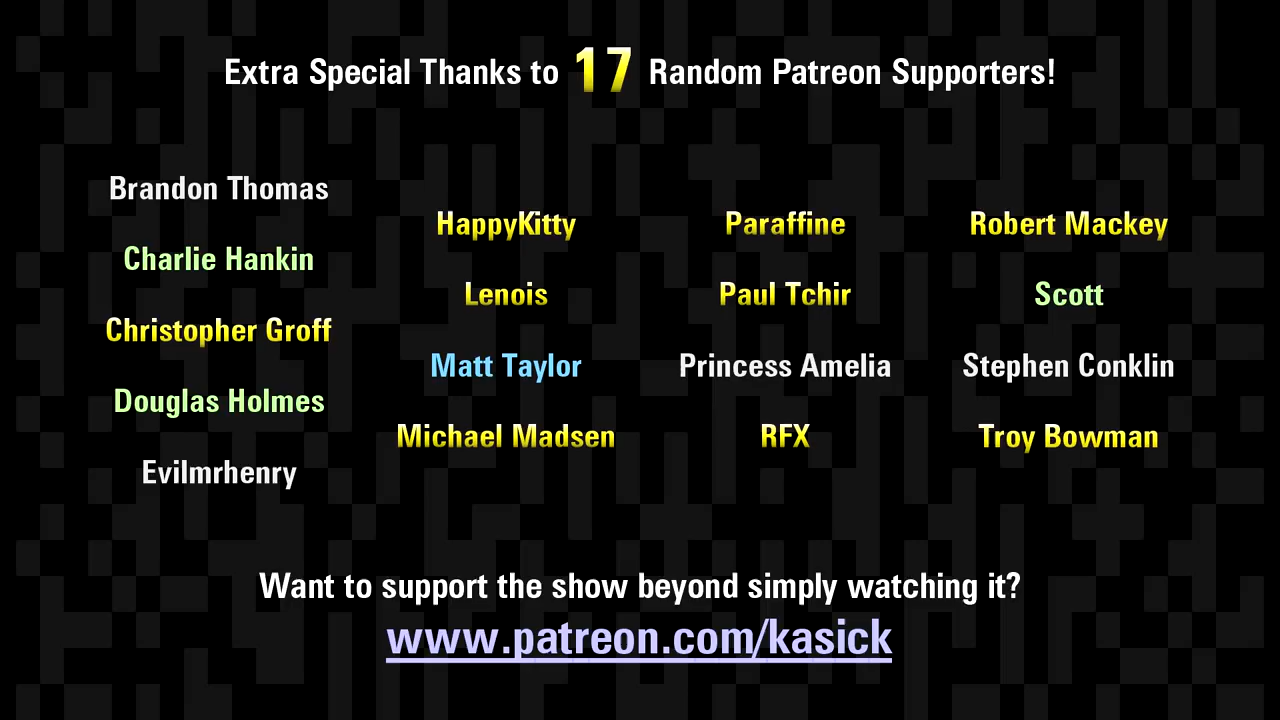 Extra Special Thanks to 17 Random Patreon Supporters!
Brandon Thomas
Charlie Hankin
Christopher Groff
Douglas Holmes
Evilmrhenry
HappyKitty
Lenois
Matt Taylor
Michael Madsen
Paraffine
Paul Tchir
Princess Amelia
RFX
Robert Mackey
Scott
Stephen Conklin
Troy Bowman
Want to support the show beyond simply watching it?
www.patreon.com/kasick